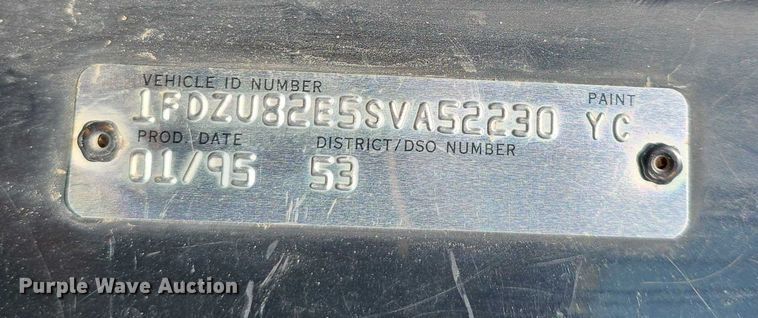 VEHICLE ID NUMBER PAINT
1FDZU82E5SVA52230 YC
PROD. DATE DISTRICT/DSO NUMBER
01/95 53
Purple Wave Auction